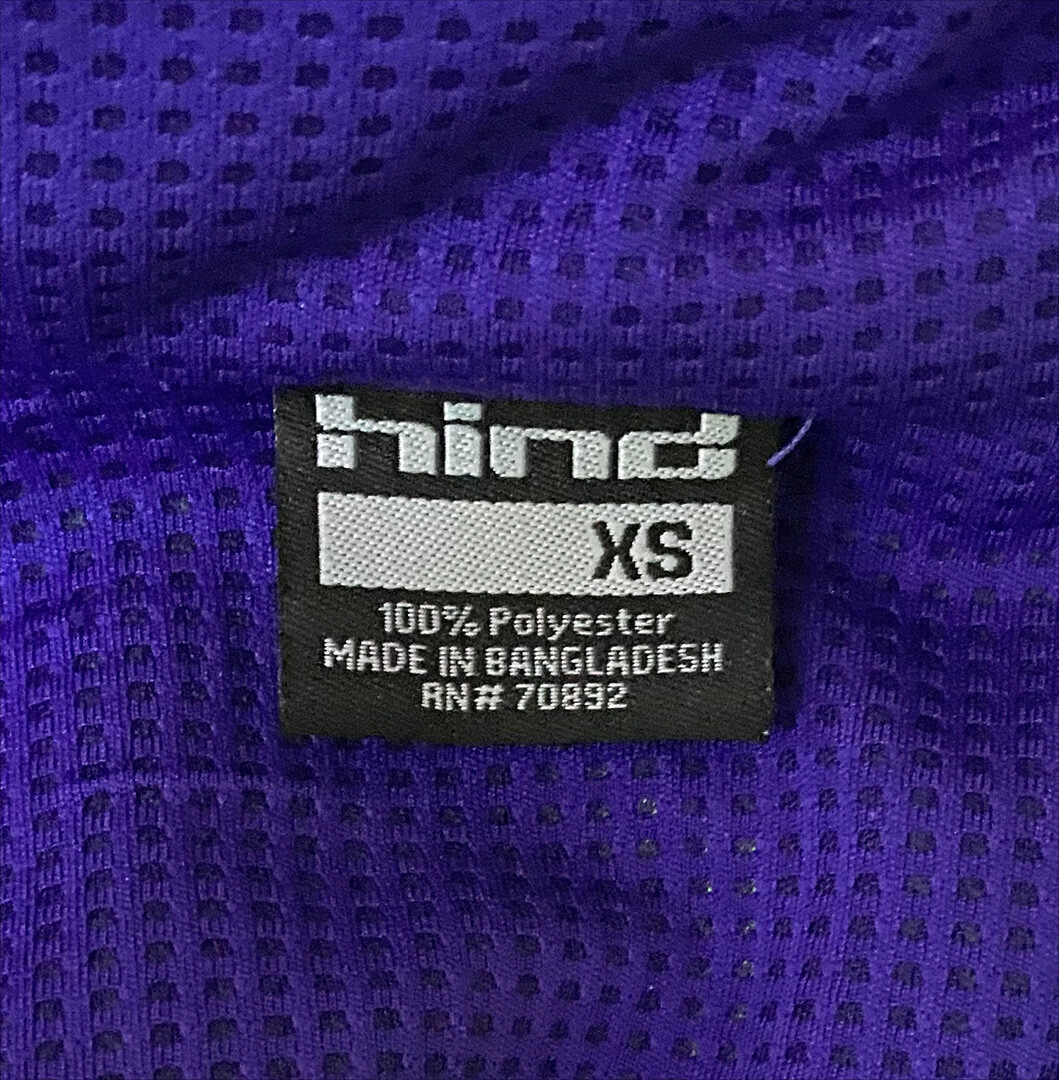 hind
XS
100% Polyester
MADE IN BANGLADESH
RN# 70892